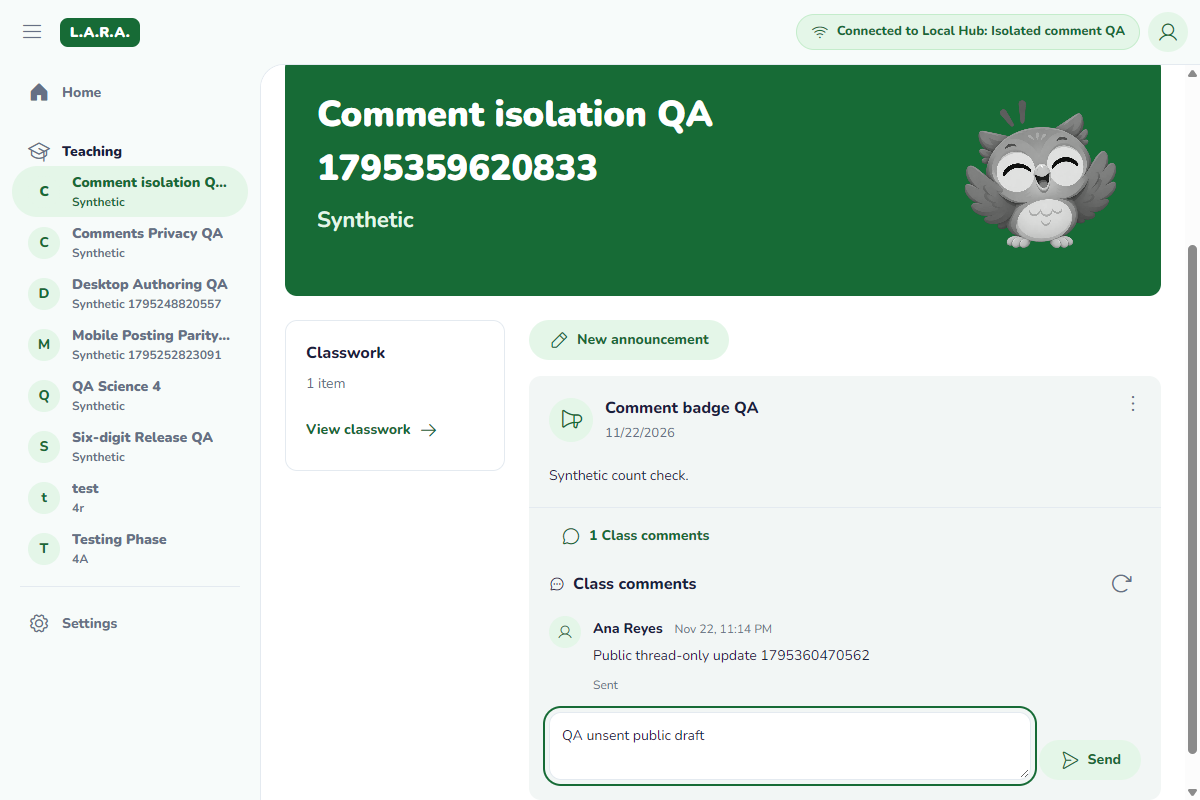 L.A.R.A.
Connected to Local Hub: Isolated comment QA
Home
Teaching
C
Comment isolation Q...
Synthetic
C
Comments Privacy QA
Synthetic
D
Desktop Authoring QA
Synthetic 1795248820557
M
Mobile Posting Parity...
Synthetic 1795252823091
Q
QA Science 4
Synthetic
S
Six-digit Release QA
Synthetic
t
test
4r
T
Testing Phase
4A
Settings
Comment isolation QA
1795359620833
Synthetic
Classwork
1 item
View classwork
New announcement
Comment badge QA
11/22/2026
Synthetic count check.
1 Class comments
Class comments
Ana Reyes Nov 22, 11:14 PM
Public thread-only update 1795360470562
Sent
QA unsent public draft
Send